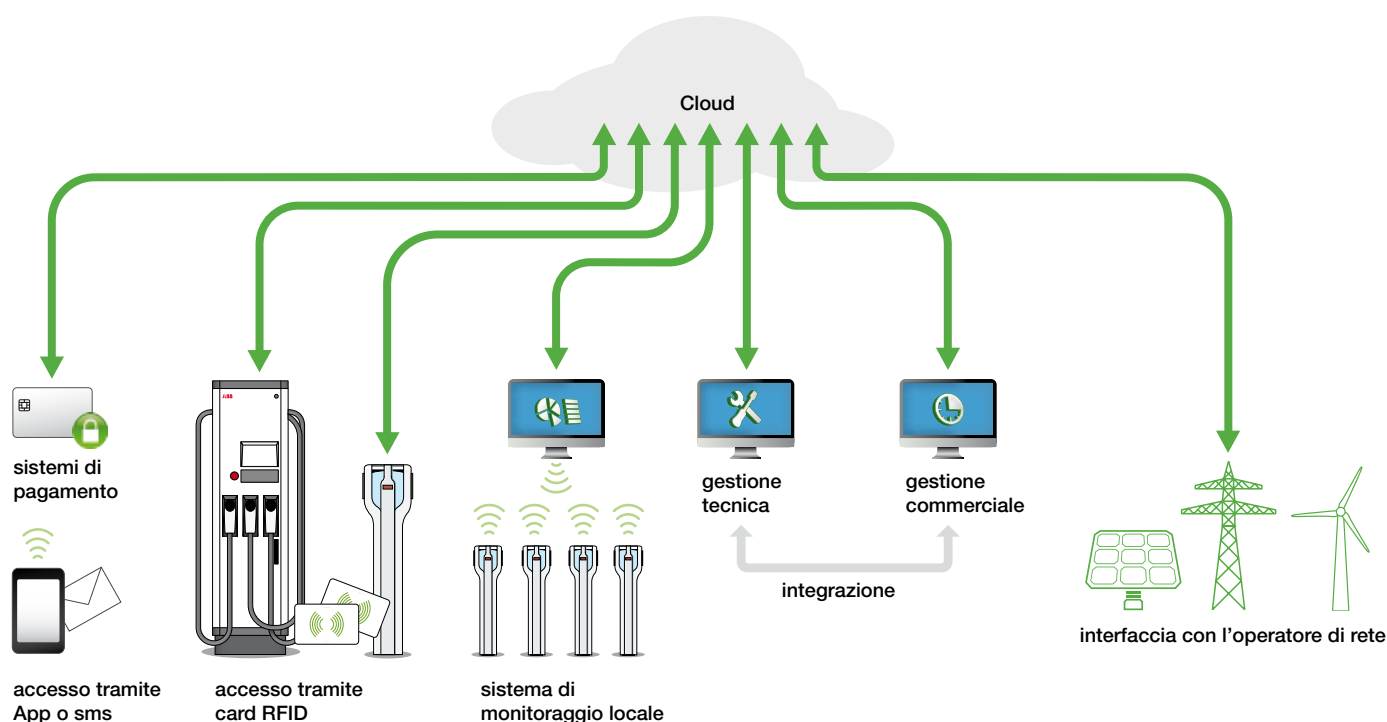 Cloud
ABB
sistemi di
pagamento
gestione
tecnica
gestione
commerciale
integrazione
interfaccia con l'operatore di rete
accesso tramite
App o sms
accesso tramite
card RFID
sistema di
monitoraggio locale